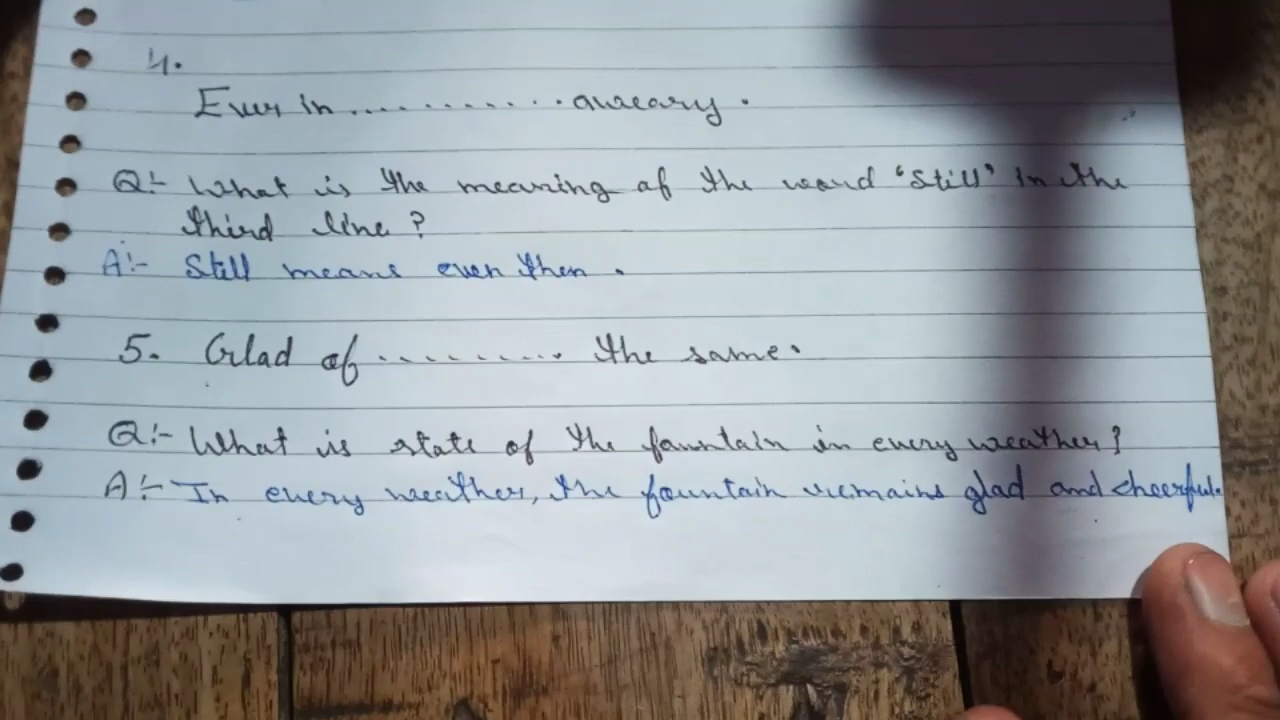 4.
Ever in ........... aweary.
Q:- What is the meaning of the word 'Still' in the
third line?
A:- Still means even then.
5. Glad of ......... the same.
Q:- What is state of the fountain in every weather?
A:- In every weather, the fountain remains glad and cheerful.